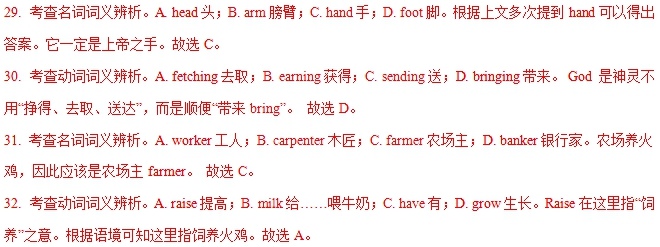 29. 考查名词词义辨析。A. head 头；B. arm 膀臂；C. hand 手；D. foot 脚。根据上文多次提到 hand 可以得出
答案。它一定是上帝之手。故选 C。
30. 考查动词词义辨析。A. fetching 去取；B. earning 获得；C. sending 送；D. bringing 带来。God 是神灵不
用“挣得、去取、送达”，而是顺便“带来 bring”。 故选 D。
31. 考查名词词义辨析。A. worker 工人；B. carpenter 木匠；C. farmer 农场主；D. banker 银行家。农场养火
鸡，因此应该是农场主 farmer。 故选 C。
32. 考查动词词义辨析。A. raise 提高；B. milk 给……喂牛奶；C. have 有；D. grow 生长。Raise 在这里指“饲
养”之意。根据语境可知这里指饲养火鸡。故选 A。